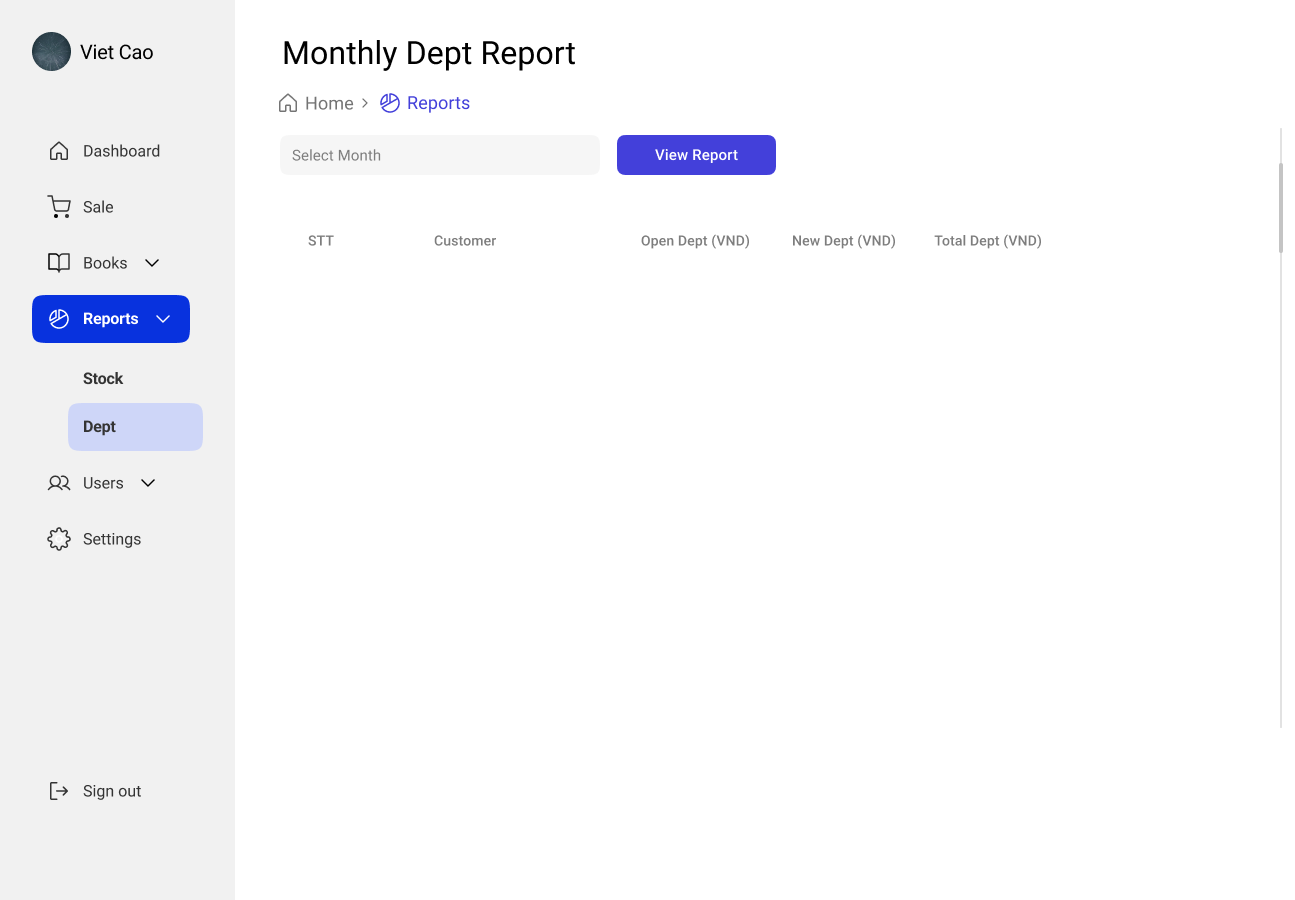 Viet Cao
Dashboard
Sale
Books
Reports
Stock
Dept
Users
Settings
Sign out
Monthly Dept Report
Home > Reports
Select Month
View Report
STT Customer Open Dept (VND) New Dept (VND) Total Dept (VND)